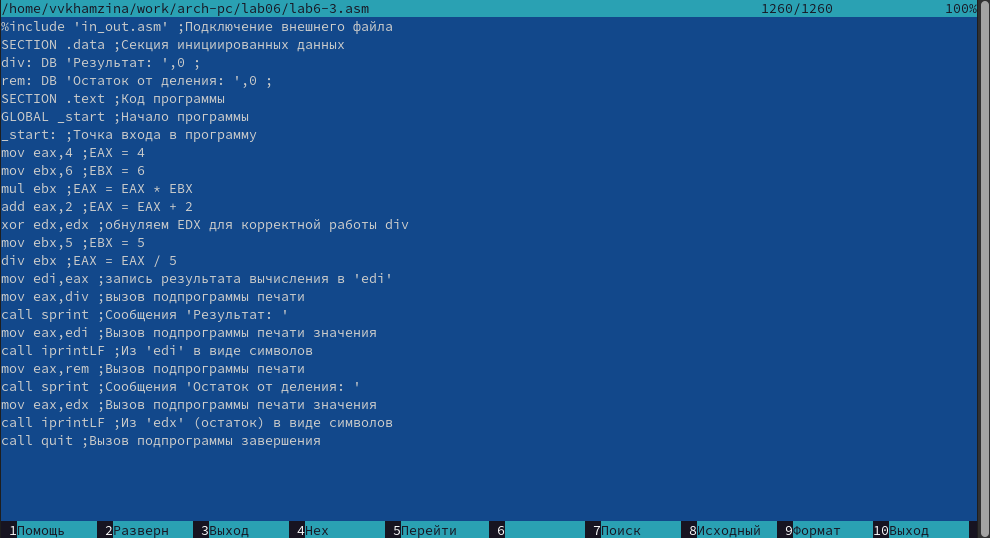 /home/vvkhamzina/work/arch-pc/lab06/lab6-3.asm 1260/1260 100%
%include 'in_out.asm' ;Подключение внешнего файла
SECTION .data ;Секция инициированных данных
div: DB 'Результат: ',0 ;
rem: DB 'Остаток от деления: ',0 ;
SECTION .text ;Код программы
GLOBAL _start ;Начало программы
_start: ;Точка входа в программу
mov eax,4 ;EAX = 4
mov ebx,6 ;EBX = 6
mul ebx ;EAX = EAX * EBX
add eax,2 ;EAX = EAX + 2
xor edx,edx ;обнуляем EDX для корректной работы div
mov ebx,5 ;EBX = 5
div ebx ;EAX = EAX / 5
mov edi,eax ;запись результата вычисления в 'edi'
mov eax,div ;вызов подпрограммы печати
call sprint ;Сообщения 'Результат: '
mov eax,edi ;Вызов подпрограммы печати значения
call iprintLF ;Из 'edi' в виде символов
mov eax,rem ;Вызов подпрограммы печати
call sprint ;Сообщения 'Остаток от деления: '
mov eax,edx ;Вызов подпрограммы печати значения
call iprintLF ;Из 'edx' (остаток) в виде символов
call quit ;Вызов подпрограммы завершения
1Помощь 2Разверн 3Выход 4Hex 5Перейти 6 7Поиск 8Исходный 9Формат 10Выход